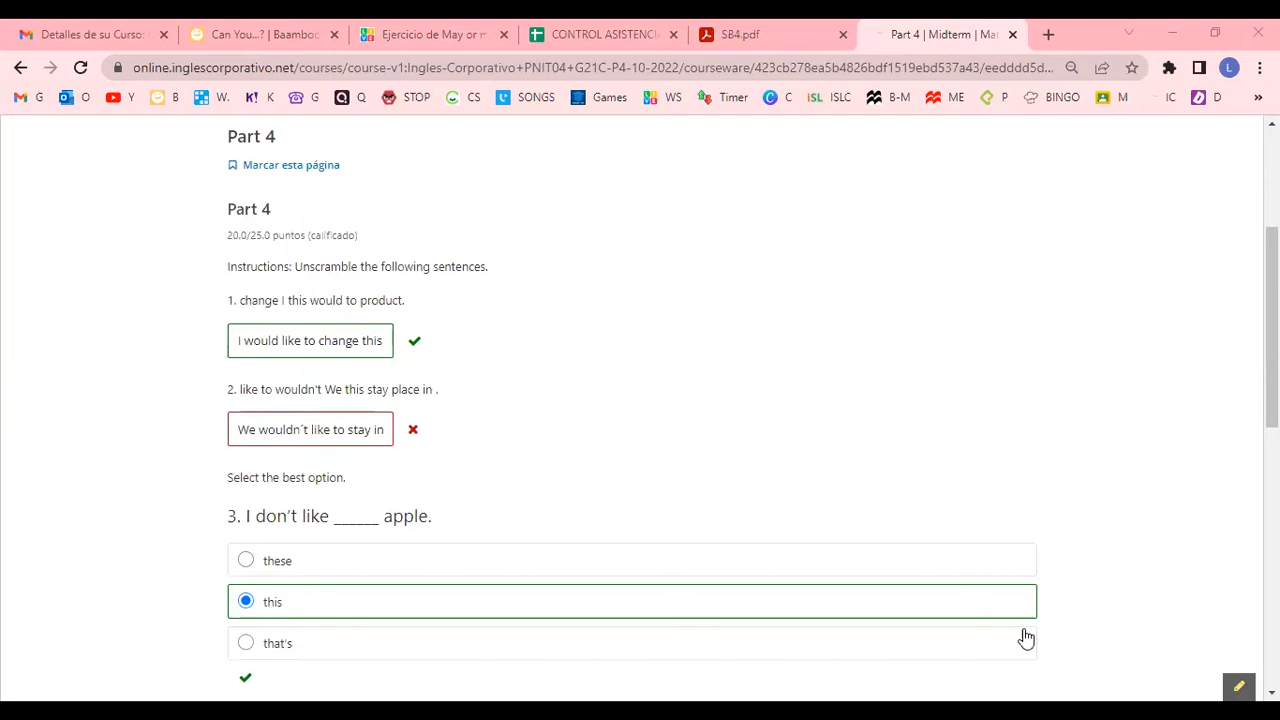 Detalles de su Curso:
Can You...? | Baamboo
Ejercicio de May or m
CONTROL ASISTENCI
SB4.pdf
Part 4 | Midterm | Mat
online.inglescorporativo.net/courses/course-v1:Ingles-Corporativo+PNIT04+G21C-P4-10-2022/courseware/423cb278ea5b4826bdf1519ebd537a43/eedddd5d...
L
G O Y B W. K! K G Q STOP CS SONGS Games WS Timer C ISLC B-M ME P BINGO M IC D »
Part 4
Marcar esta página
Part 4
20.0/25.0 puntos (calificado)
Instructions: Unscramble the following sentences.
1. change I this would to product.
I would like to change this
2. like to wouldn't We this stay place in .
We wouldn´t like to stay in
Select the best option.
3. I don’t like ______ apple.
these
this
that's